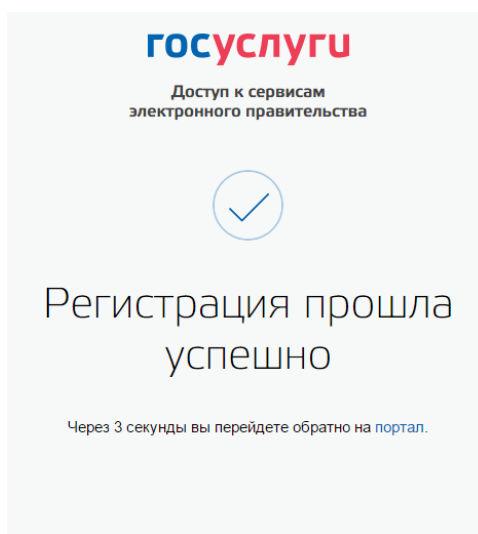 госуслуги
Доступ к сервисам
электронного правительства
Регистрация прошла
успешно
Через 3 секунды вы перейдете обратно на портал.